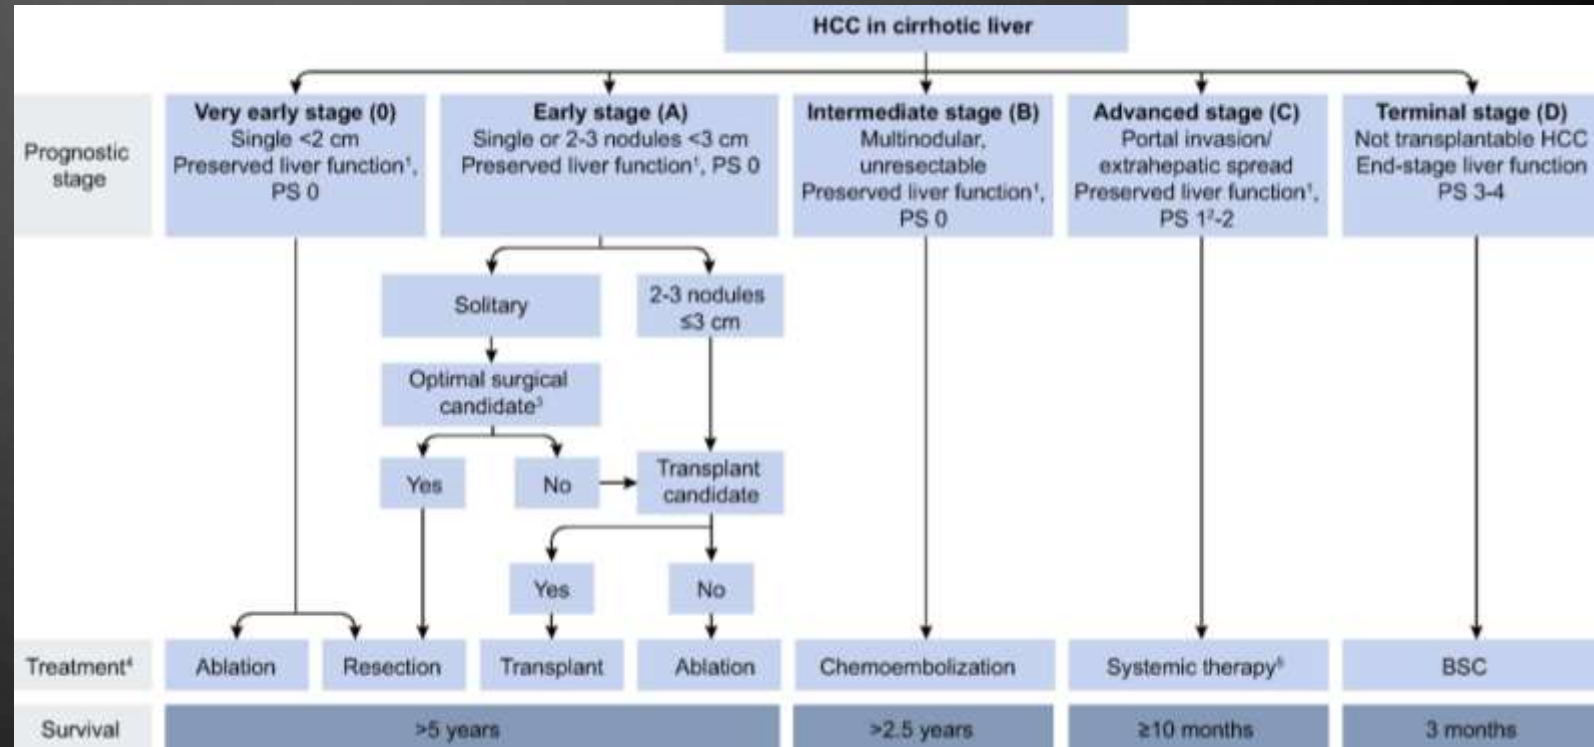 HCC in cirrhotic liver
Prognostic
stage
Very early stage (0)
Single <2 cm
Preserved liver function¹,
PS 0
Early stage (A)
Single or 2-3 nodules <3 cm
Preserved liver function¹, PS 0
Intermediate stage (B)
Multinodular,
unresectable
Preserved liver function¹,
PS 0
Advanced stage (C)
Portal invasion/
extrahepatic spread
Preserved liver function¹,
PS 1²-2
Terminal stage (D)
Not transplantable HCC
End-stage liver function
PS 3-4
Solitary
2-3 nodules
≤3 cm
Optimal surgical
candidate³
Yes
No
Transplant
candidate
Yes
No
Treatment⁴
Ablation
Resection
Transplant
Ablation
Chemoembolization
Systemic therapy⁵
BSC
Survival
>5 years
>2.5 years
≥10 months
3 months